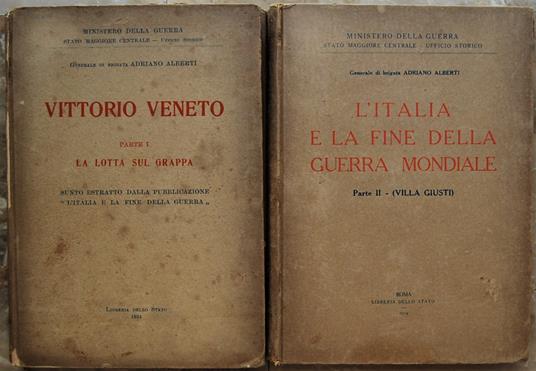 MINISTERO DELLA GUERRA
STATO MAGGIORE CENTRALE - UFFICIO STORICO
GENERALE DI BRIGATA ADRIANO ALBERTI
VITTORIO VENETO
PARTE I
LA LOTTA SUL GRAPPA
SUNTO ESTRATTO DALLA PUBBLICAZIONE
"L'ITALIA E LA FINE DELLA GUERRA„
LIBRERIA DELLO STATO
1924
MINISTERO DELLA GUERRA
STATO MAGGIORE CENTRALE - UFFICIO STORICO
Generale di brigata ADRIANO ALBERTI
L'ITALIA
E LA FINE DELLA
GUERRA MONDIALE
Parte II - (VILLA GIUSTI)
ROMA
LIBRERIA DELLO STATO